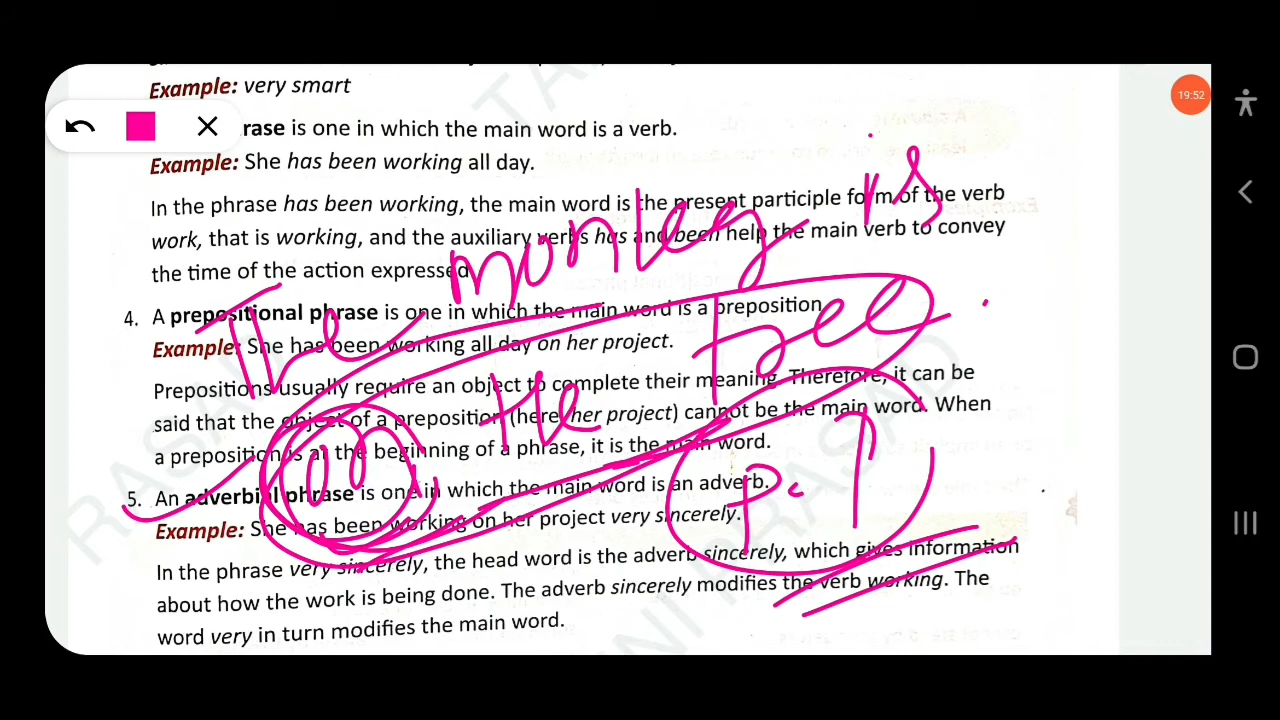 Example: very smart
rase is one in which the main word is a verb.
Example: She has been working all day.
In the phrase has been working, the main word is the present participle form of the verb
work, that is working, and the auxiliary verbs has and been help the main verb to convey
the time of the action expressed
4. A prepositional phrase is one in which the main word is a preposition
Example: She has been working all day on her project.
Prepositions usually require an object to complete their meaning. Therefore, it can be
said that the object of a preposition (here her project) cannot be the main word. When
a preposition is at the beginning of a phrase, it is the main word.
5. An adverbial phrase is one in which the main word is an adverb.
Example: She has been working on her project very sincerely.
In the phrase very sincerely, the head word is the adverb sincerely, which gives information
about how the work is being done. The adverb sincerely modifies the verb working. The
word very in turn modifies the main word.
The monkey is
on the tree.
P.P
19:52